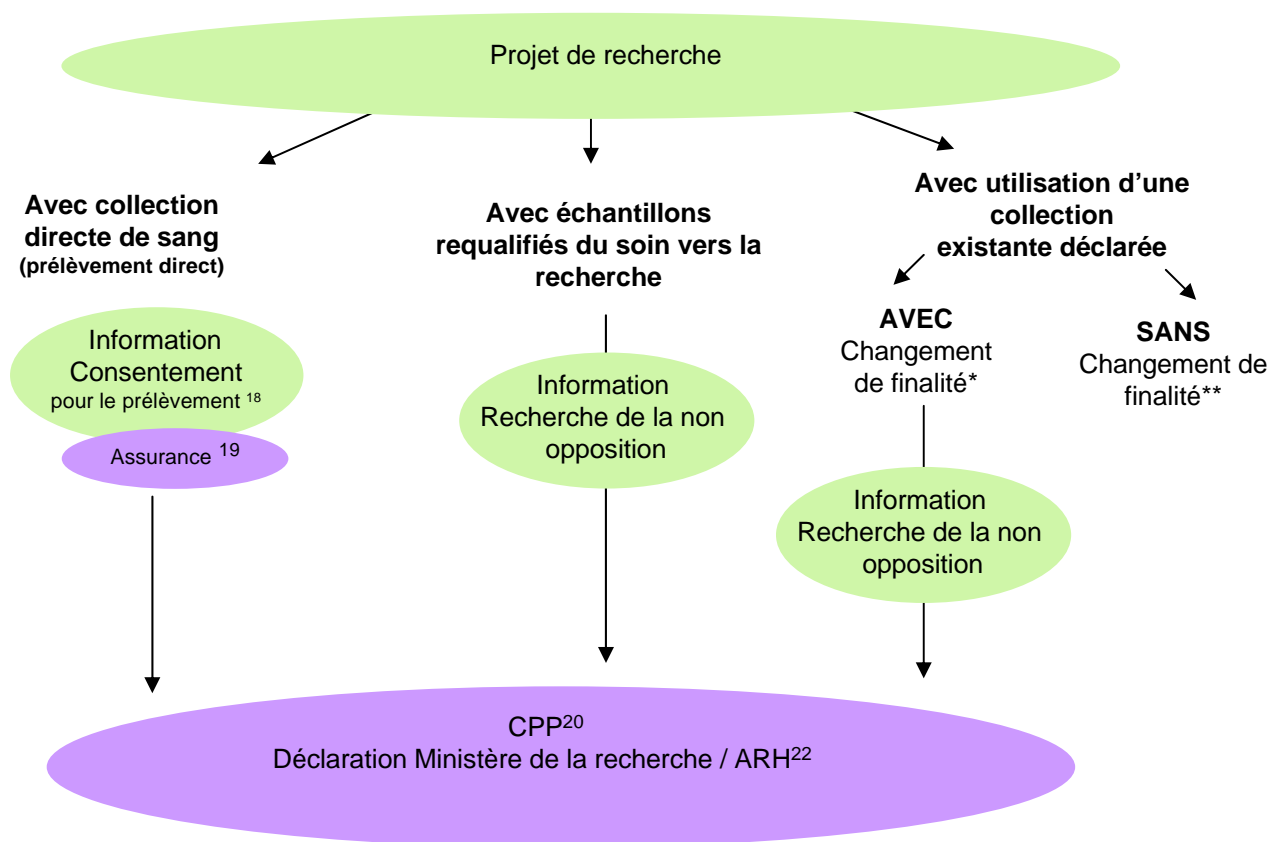 Projet de recherche
Avec collection
directe de sang
(prélèvement direct)
Avec échantillons
requalifiés du soin vers la
recherche
Avec utilisation d’une
collection
existante déclarée
AVEC
Changement
de finalité*
SANS
Changement de
finalité**
Information
Consentement
pour le prélèvement 18
Assurance 19
Information
Recherche de la non
opposition
Information
Recherche de la non
opposition
CPP20
Déclaration Ministère de la recherche / ARH22